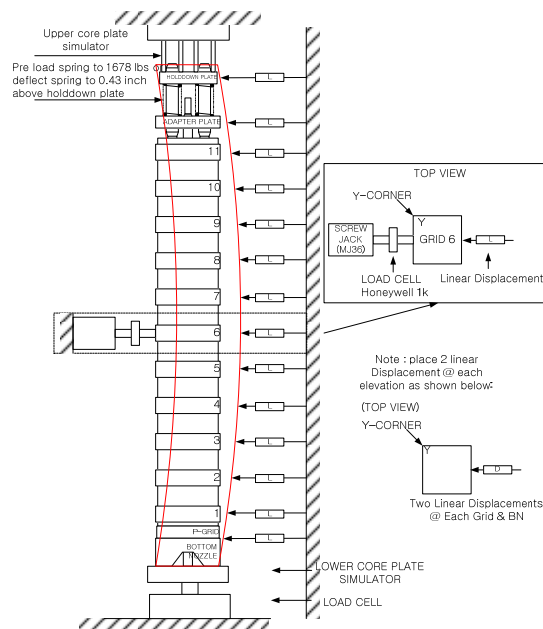 Upper core plate
simulator
Pre load spring to 1678 lbs o
deflect spring to 0.43 inch
above holddown plate
HOLDDOWN PLATE
L
ADAPTER PLATE
L
11
L
10
L
9
L
8
L
7
L
6
L
5
L
4
L
3
L
2
L
1
L
P-GRID
L
BOTTOM
NOZZLE
LOWER CORE PLATE
SIMULATOR
LOAD CELL
TOP VIEW
Y-CORNER
Y
SCREW
JACK
(MJ36)
GRID 6
L
LOAD CELL
Honeywell 1k
Linear Displacement
Note : place 2 linear
Displacement @ each
elevation as shown below:
(TOP VIEW)
Y-CORNER
Y
D
Two Linear Displacements
@ Each Grid & BN